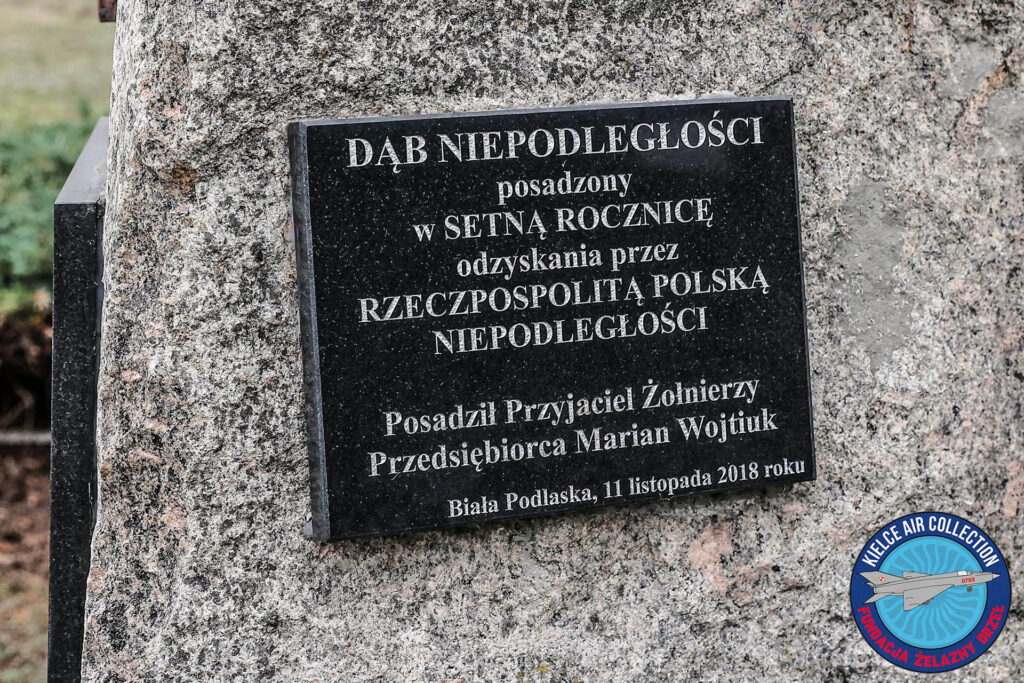 DĄB NIEPODLEGŁOŚCI
posadzony
w SETNĄ ROCZNICĘ
odzyskania przez
RZECZPOSPOLITĄ POLSKĄ
NIEPODLEGŁOŚCI
Posadził Przyjaciel Żołnierzy
Przedsiębiorca Marian Wojtiuk
Biała Podlaska, 11 listopada 2018 roku
KIELCE AIR COLLECTION
0703
FUNDACJA ŻELAZNY ORZEŁ